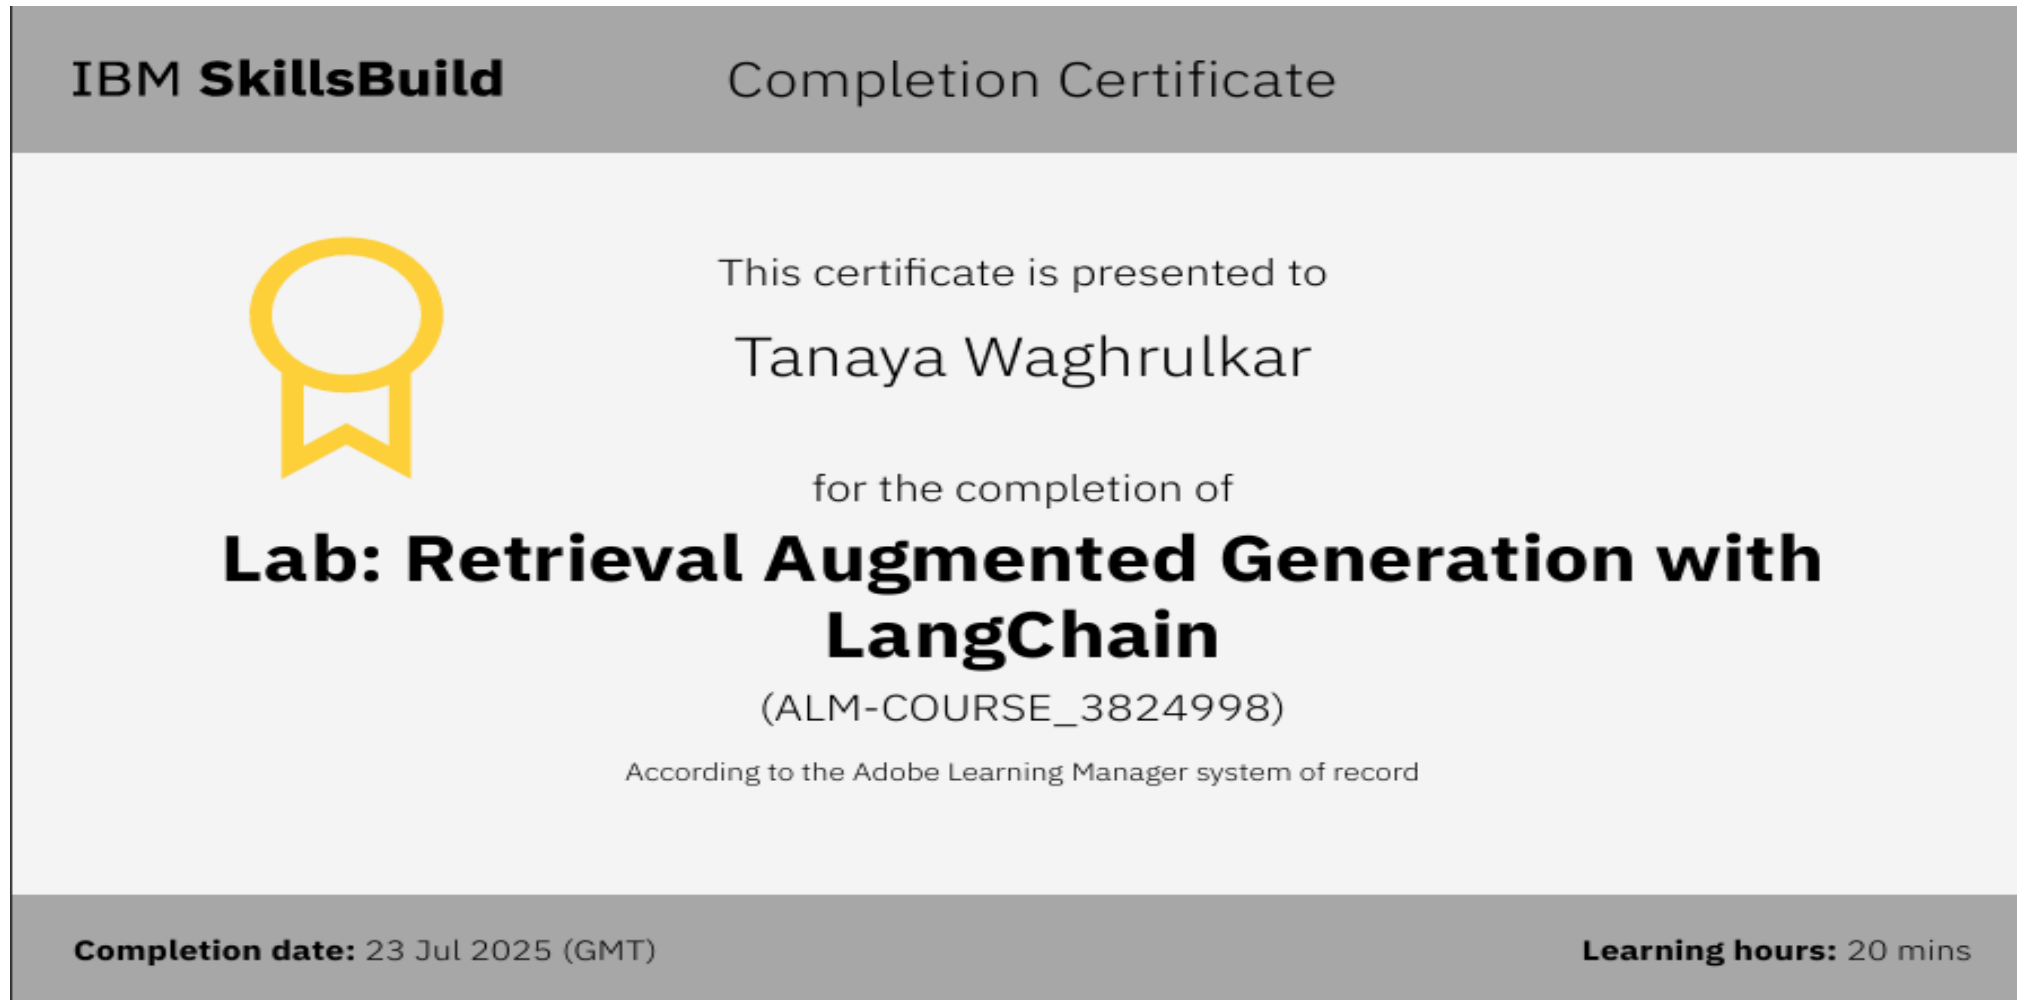 IBM SkillsBuild
Completion Certificate
This certificate is presented to
Tanaya Waghrulkar
for the completion of
Lab: Retrieval Augmented Generation with
LangChain
(ALM-COURSE_3824998)
According to the Adobe Learning Manager system of record
Completion date: 23 Jul 2025 (GMT)
Learning hours: 20 mins